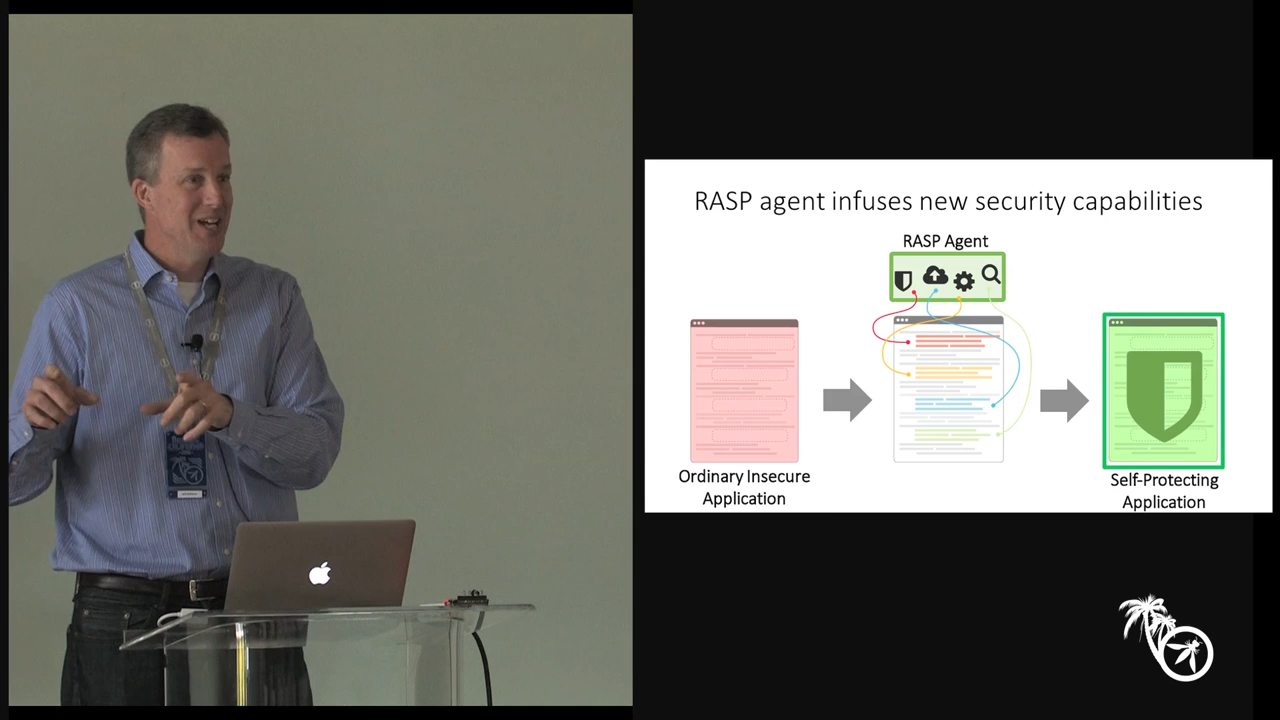 RASP agent infuses new security capabilities
RASP Agent
Ordinary Insecure
Application
Self-Protecting
Application